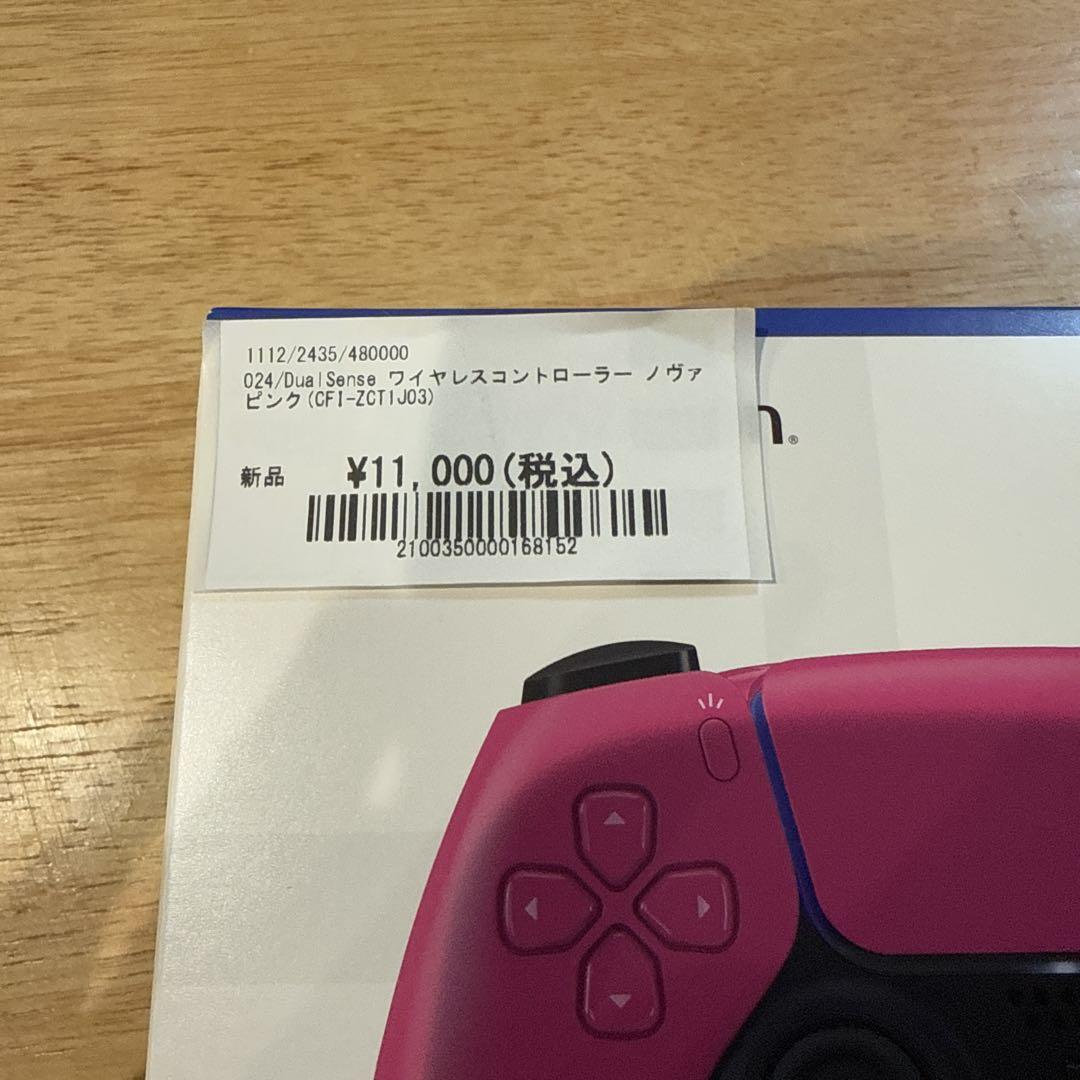 1112/2435/480000
024/DualSense ワイヤレスコントローラー ノヴァ
ピンク(CFI-ZCT1J03)
新品 ¥11,000(税込)
2100350000168152
n®